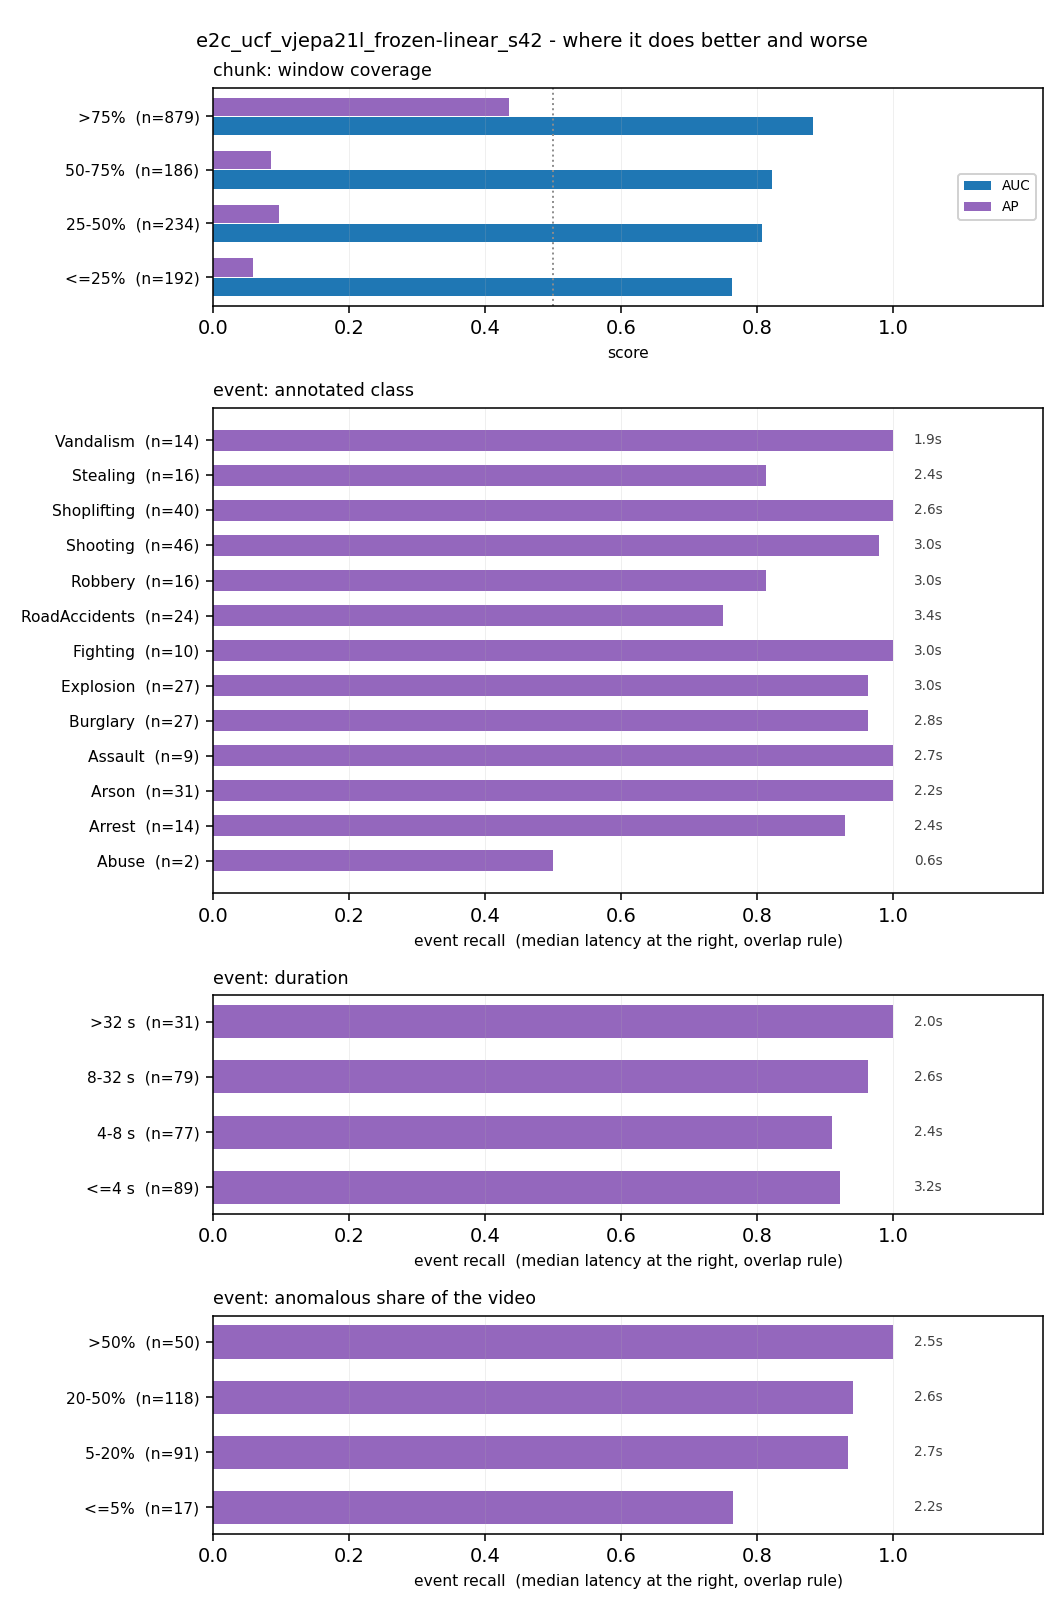 e2c_ucf_vjepa21l_frozen-linear_s42 - where it does better and worse
chunk: window coverage
>75%  (n=879)
50-75%  (n=186)
25-50%  (n=234)
<=25%  (n=192)
AUC
AP
0.0 0.2 0.4 0.6 0.8 1.0
score
event: annotated class
Vandalism  (n=14) 1.9s
Stealing  (n=16) 2.4s
Shoplifting  (n=40) 2.6s
Shooting  (n=46) 3.0s
Robbery  (n=16) 3.0s
RoadAccidents  (n=24) 3.4s
Fighting  (n=10) 3.0s
Explosion  (n=27) 3.0s
Burglary  (n=27) 2.8s
Assault  (n=9) 2.7s
Arson  (n=31) 2.2s
Arrest  (n=14) 2.4s
Abuse  (n=2) 0.6s
0.0 0.2 0.4 0.6 0.8 1.0
event recall  (median latency at the right, overlap rule)
event: duration
>32 s  (n=31) 2.0s
8-32 s  (n=79) 2.6s
4-8 s  (n=77) 2.4s
<=4 s  (n=89) 3.2s
0.0 0.2 0.4 0.6 0.8 1.0
event recall  (median latency at the right, overlap rule)
event: anomalous share of the video
>50%  (n=50) 2.5s
20-50%  (n=118) 2.6s
5-20%  (n=91) 2.7s
<=5%  (n=17) 2.2s
0.0 0.2 0.4 0.6 0.8 1.0
event recall  (median latency at the right, overlap rule)